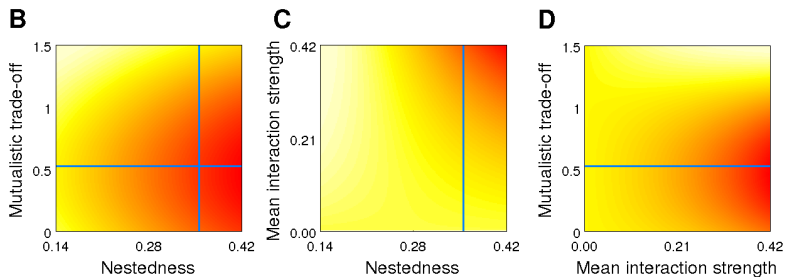 B
Mutualistic trade-off
1.5
1
0.5
0
0.14
0.28
0.42
Nestedness
C
Mean interaction strength
0.42
0.21
0.00
0.14
0.28
0.42
Nestedness
D
Mutualistic trade-off
1.5
1
0.5
0
0.00
0.21
0.42
Mean interaction strength